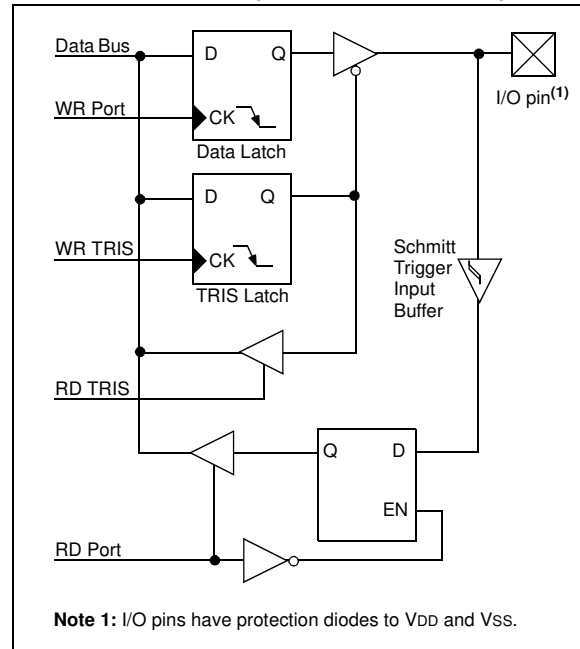 Data Bus
D Q
I/O pin(1)
WR Port
CK
Data Latch
D Q
WR TRIS
CK
TRIS Latch
Schmitt
Trigger
Input
Buffer
RD TRIS
Q D
EN
RD Port
Note 1: I/O pins have protection diodes to VDD and VSS.